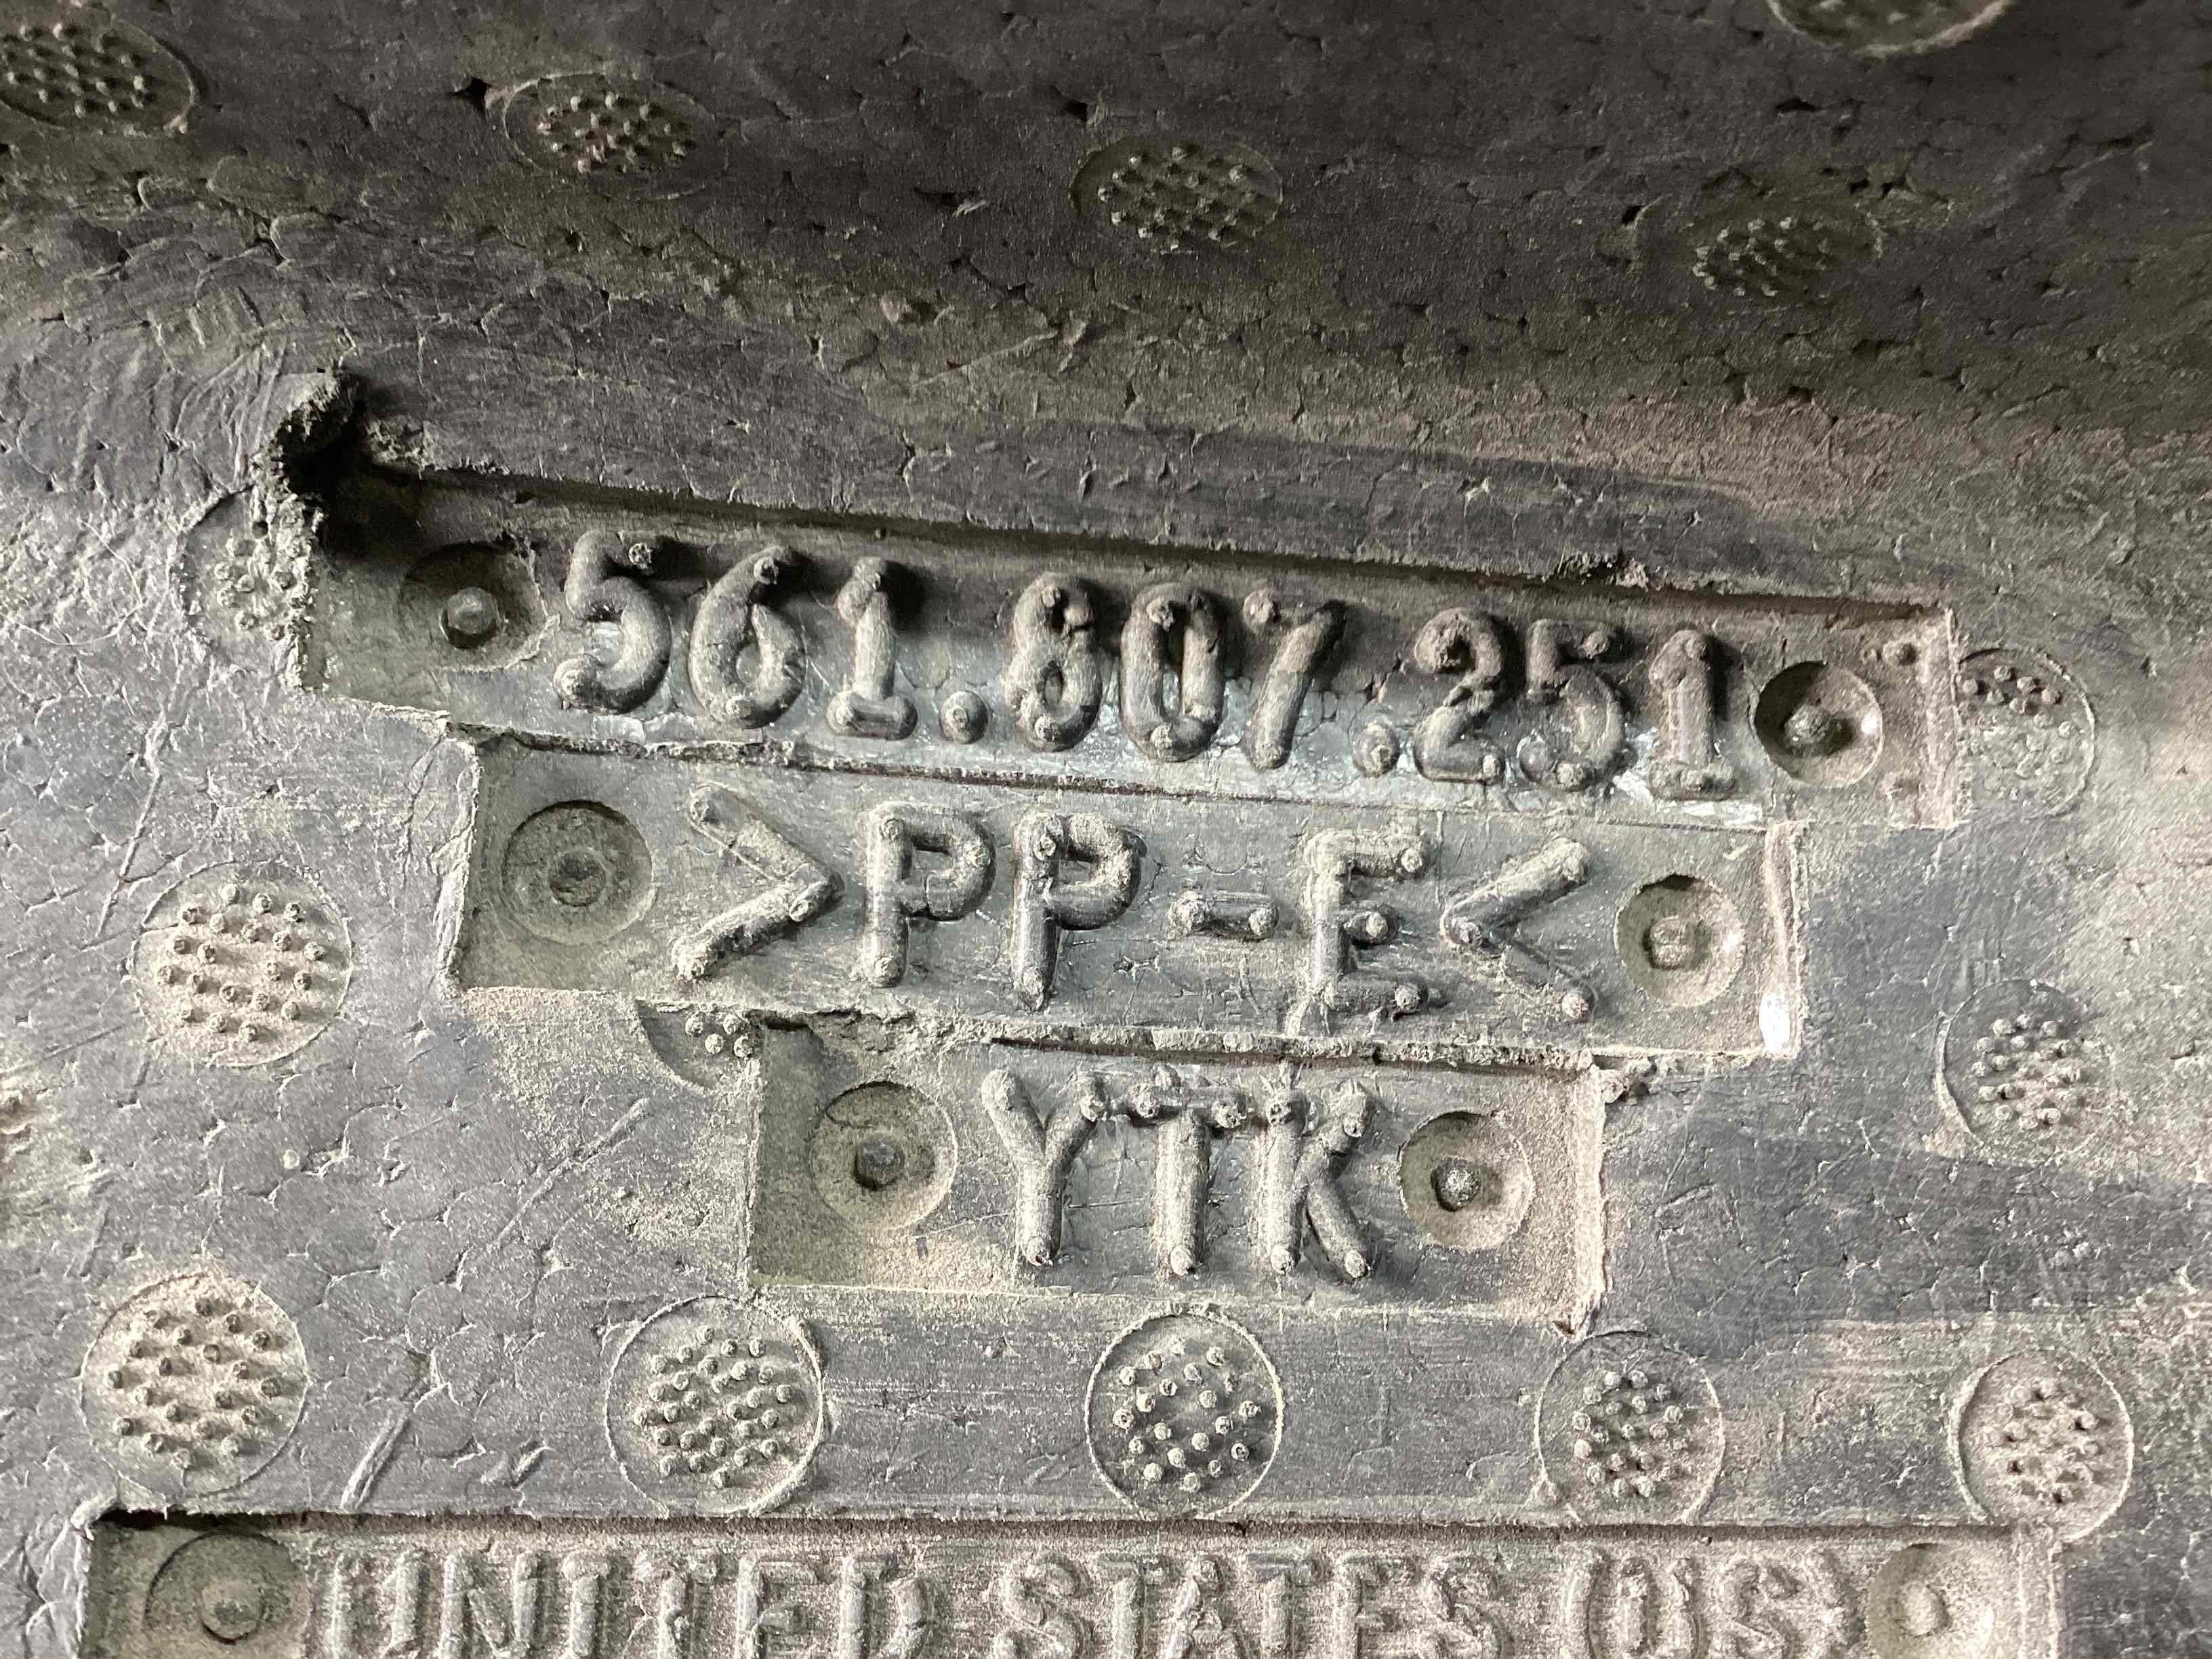 561.807.251
>PP-E<
YTK
UNITED STATES (US)